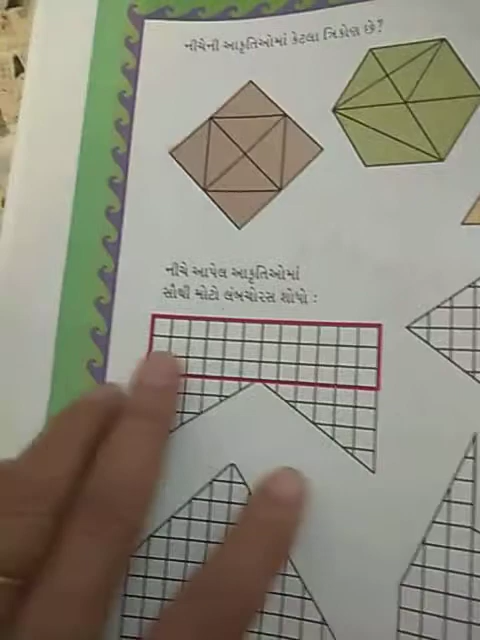 નીચેની આકૃતિઓમાં કેટલા ત્રિકોણ છે?
નીચે આપેલ આકૃતિઓમાં
સૌથી મોટો લંબચોરસ શોધો :